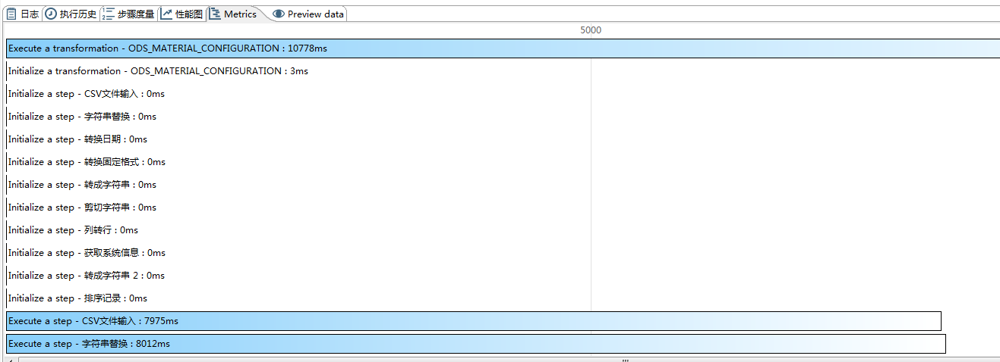 日志 执行历史 步骤度量 性能图 Metrics Preview data
5000
Execute a transformation - ODS_MATERIAL_CONFIGURATION : 10778ms
Initialize a transformation - ODS_MATERIAL_CONFIGURATION : 3ms
Initialize a step - CSV文件输入 : 0ms
Initialize a step - 字符串替换 : 0ms
Initialize a step - 转换日期 : 0ms
Initialize a step - 转换固定格式 : 0ms
Initialize a step - 转成字符串 : 0ms
Initialize a step - 剪切字符串 : 0ms
Initialize a step - 列转行 : 0ms
Initialize a step - 获取系统信息 : 0ms
Initialize a step - 转成字符串 2 : 0ms
Initialize a step - 排序记录 : 0ms
Execute a step - CSV文件输入 : 7975ms
Execute a step - 字符串替换 : 8012ms